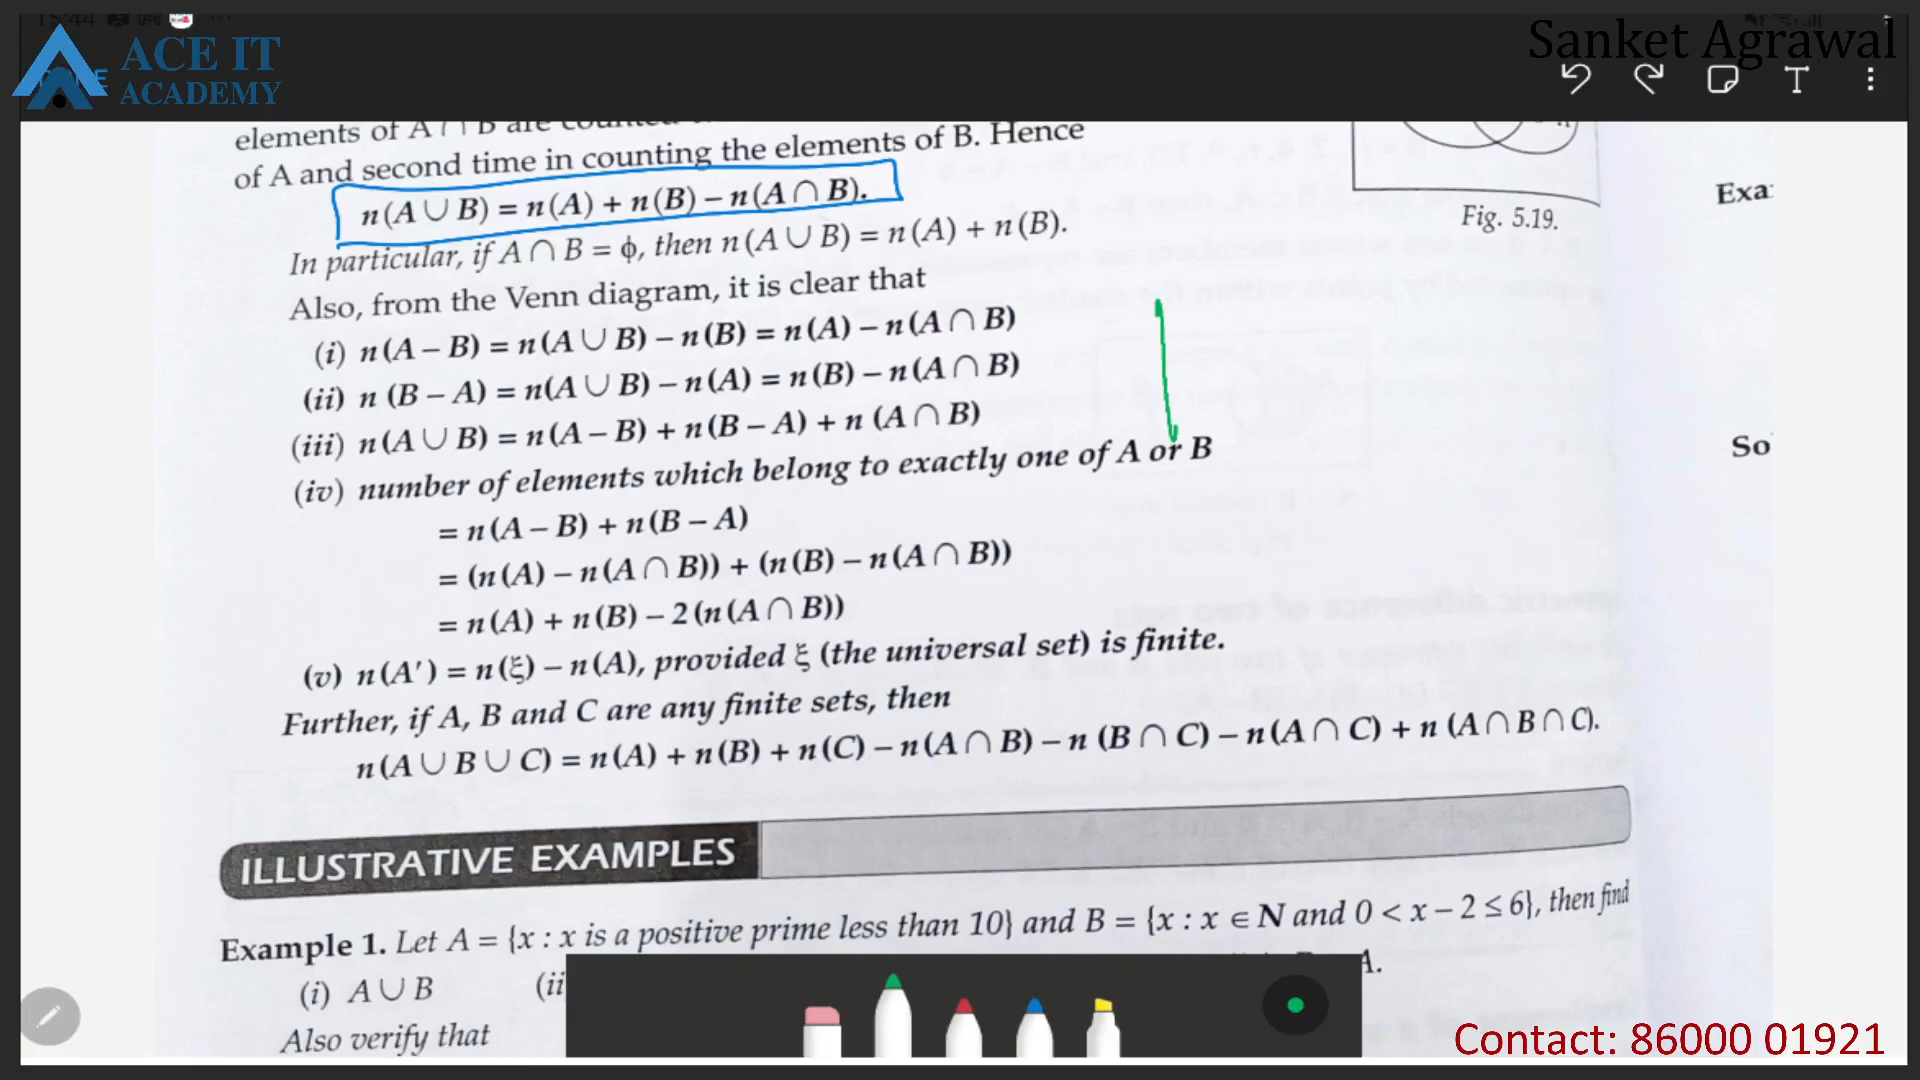 15:44
ACE IT
ACADEMY
Sanket Agrawal
T
elements of A ∩ B are counted
of A and second time in counting the elements of B. Hence
n(A ∪ B) = n(A) + n(B) – n(A ∩ B).
In particular, if A ∩ B = ϕ, then n(A ∪ B) = n(A) + n(B).
Also, from the Venn diagram, it is clear that
(i) n(A – B) = n(A ∪ B) – n(B) = n(A) – n(A ∩ B)
(ii) n (B – A) = n(A ∪ B) – n(A) = n(B) – n(A ∩ B)
(iii) n(A ∪ B) = n(A – B) + n(B – A) + n (A ∩ B)
(iv) number of elements which belong to exactly one of A or B
= n(A – B) + n(B – A)
= (n(A) – n(A ∩ B)) + (n(B) – n(A ∩ B))
= n(A) + n(B) – 2 (n(A ∩ B))
(v) n(A′) = n(ξ) – n(A), provided ξ (the universal set) is finite.
Further, if A, B and C are any finite sets, then
n(A ∪ B ∪ C) = n(A) + n(B) + n(C) – n(A ∩ B) – n (B ∩ C) – n(A ∩ C) + n (A ∩ B ∩ C).
Fig. 5.19.
Exa
So
ILLUSTRATIVE EXAMPLES
Example 1. Let A = {x : x is a positive prime less than 10} and B = {x : x ∈ N and 0 < x – 2 ≤ 6}, then find
(i) A ∪ B (ii A.
Also verify that
Contact: 86000 01921